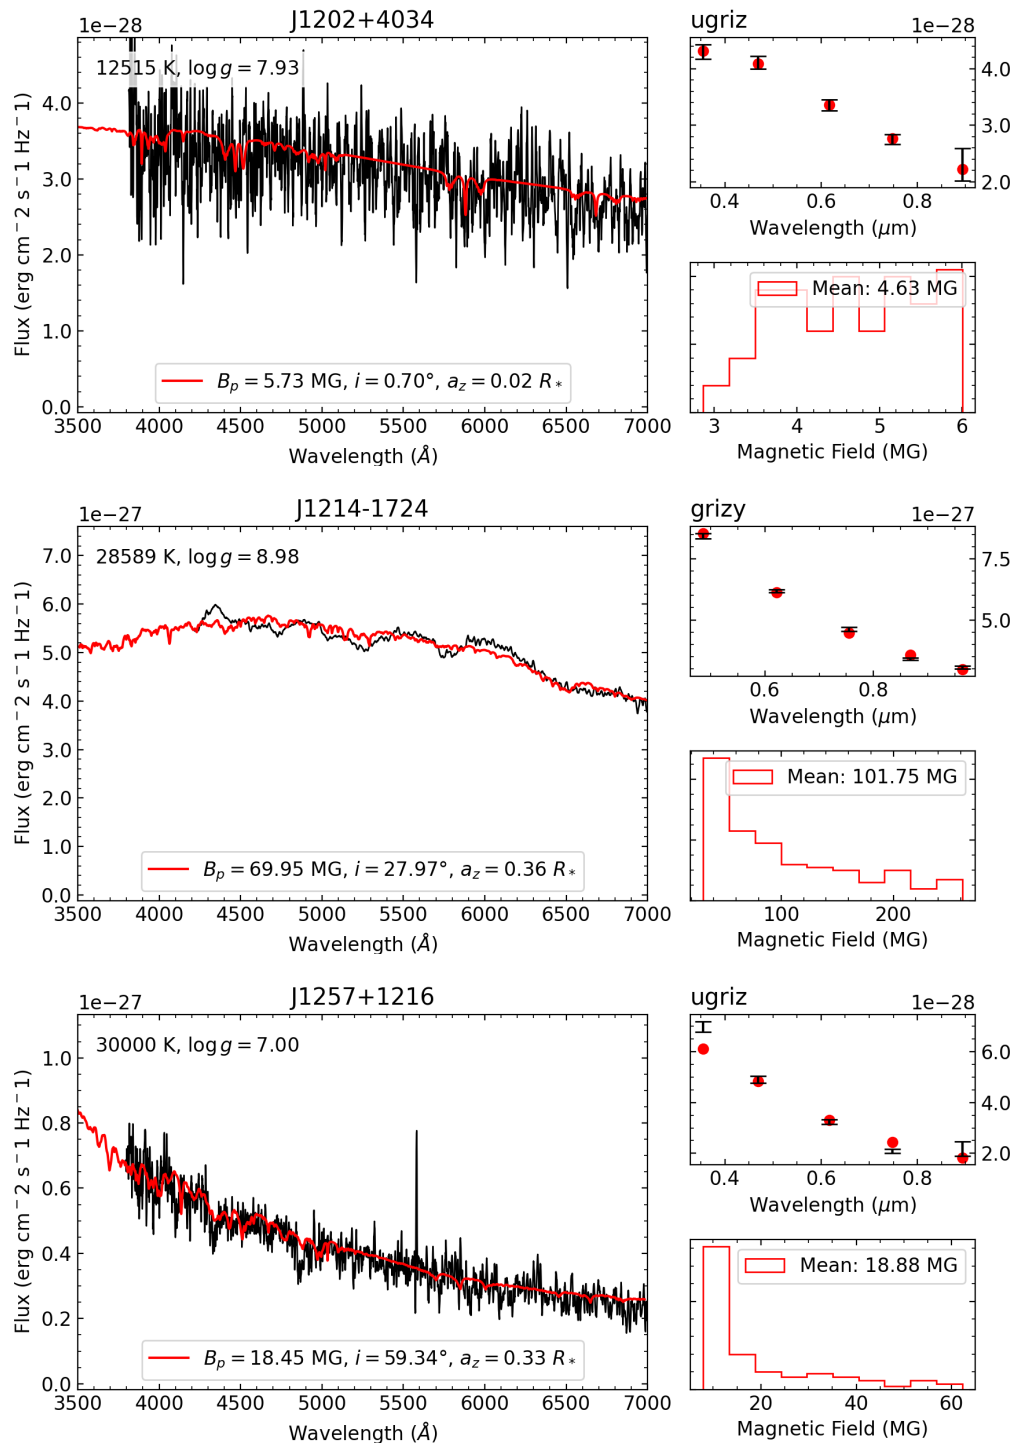 J1202+4034
1e−28
12515 K, log g = 7.93
4.0
3.0
2.0
1.0
0.0
Flux (erg cm−2 s−1 Hz−1)
B_p = 5.73 MG, i = 0.70°, a_z = 0.02 R_*
3500 4000 4500 5000 5500 6000 6500 7000
Wavelength (Å)
ugriz
1e−28
4.0
3.0
2.0
0.4 0.6 0.8
Wavelength (μm)
Mean: 4.63 MG
3 4 5 6
Magnetic Field (MG)
J1214-1724
1e−27
28589 K, log g = 8.98
7.0
6.0
5.0
4.0
3.0
2.0
1.0
0.0
Flux (erg cm−2 s−1 Hz−1)
B_p = 69.95 MG, i = 27.97°, a_z = 0.36 R_*
3500 4000 4500 5000 5500 6000 6500 7000
Wavelength (Å)
grizy
1e−27
7.5
5.0
0.6 0.8
Wavelength (μm)
Mean: 101.75 MG
100 200
Magnetic Field (MG)
J1257+1216
1e−27
30000 K, log g = 7.00
1.0
0.8
0.6
0.4
0.2
0.0
Flux (erg cm−2 s−1 Hz−1)
B_p = 18.45 MG, i = 59.34°, a_z = 0.33 R_*
3500 4000 4500 5000 5500 6000 6500 7000
Wavelength (Å)
ugriz
1e−28
6.0
4.0
2.0
0.4 0.6 0.8
Wavelength (μm)
Mean: 18.88 MG
20 40 60
Magnetic Field (MG)